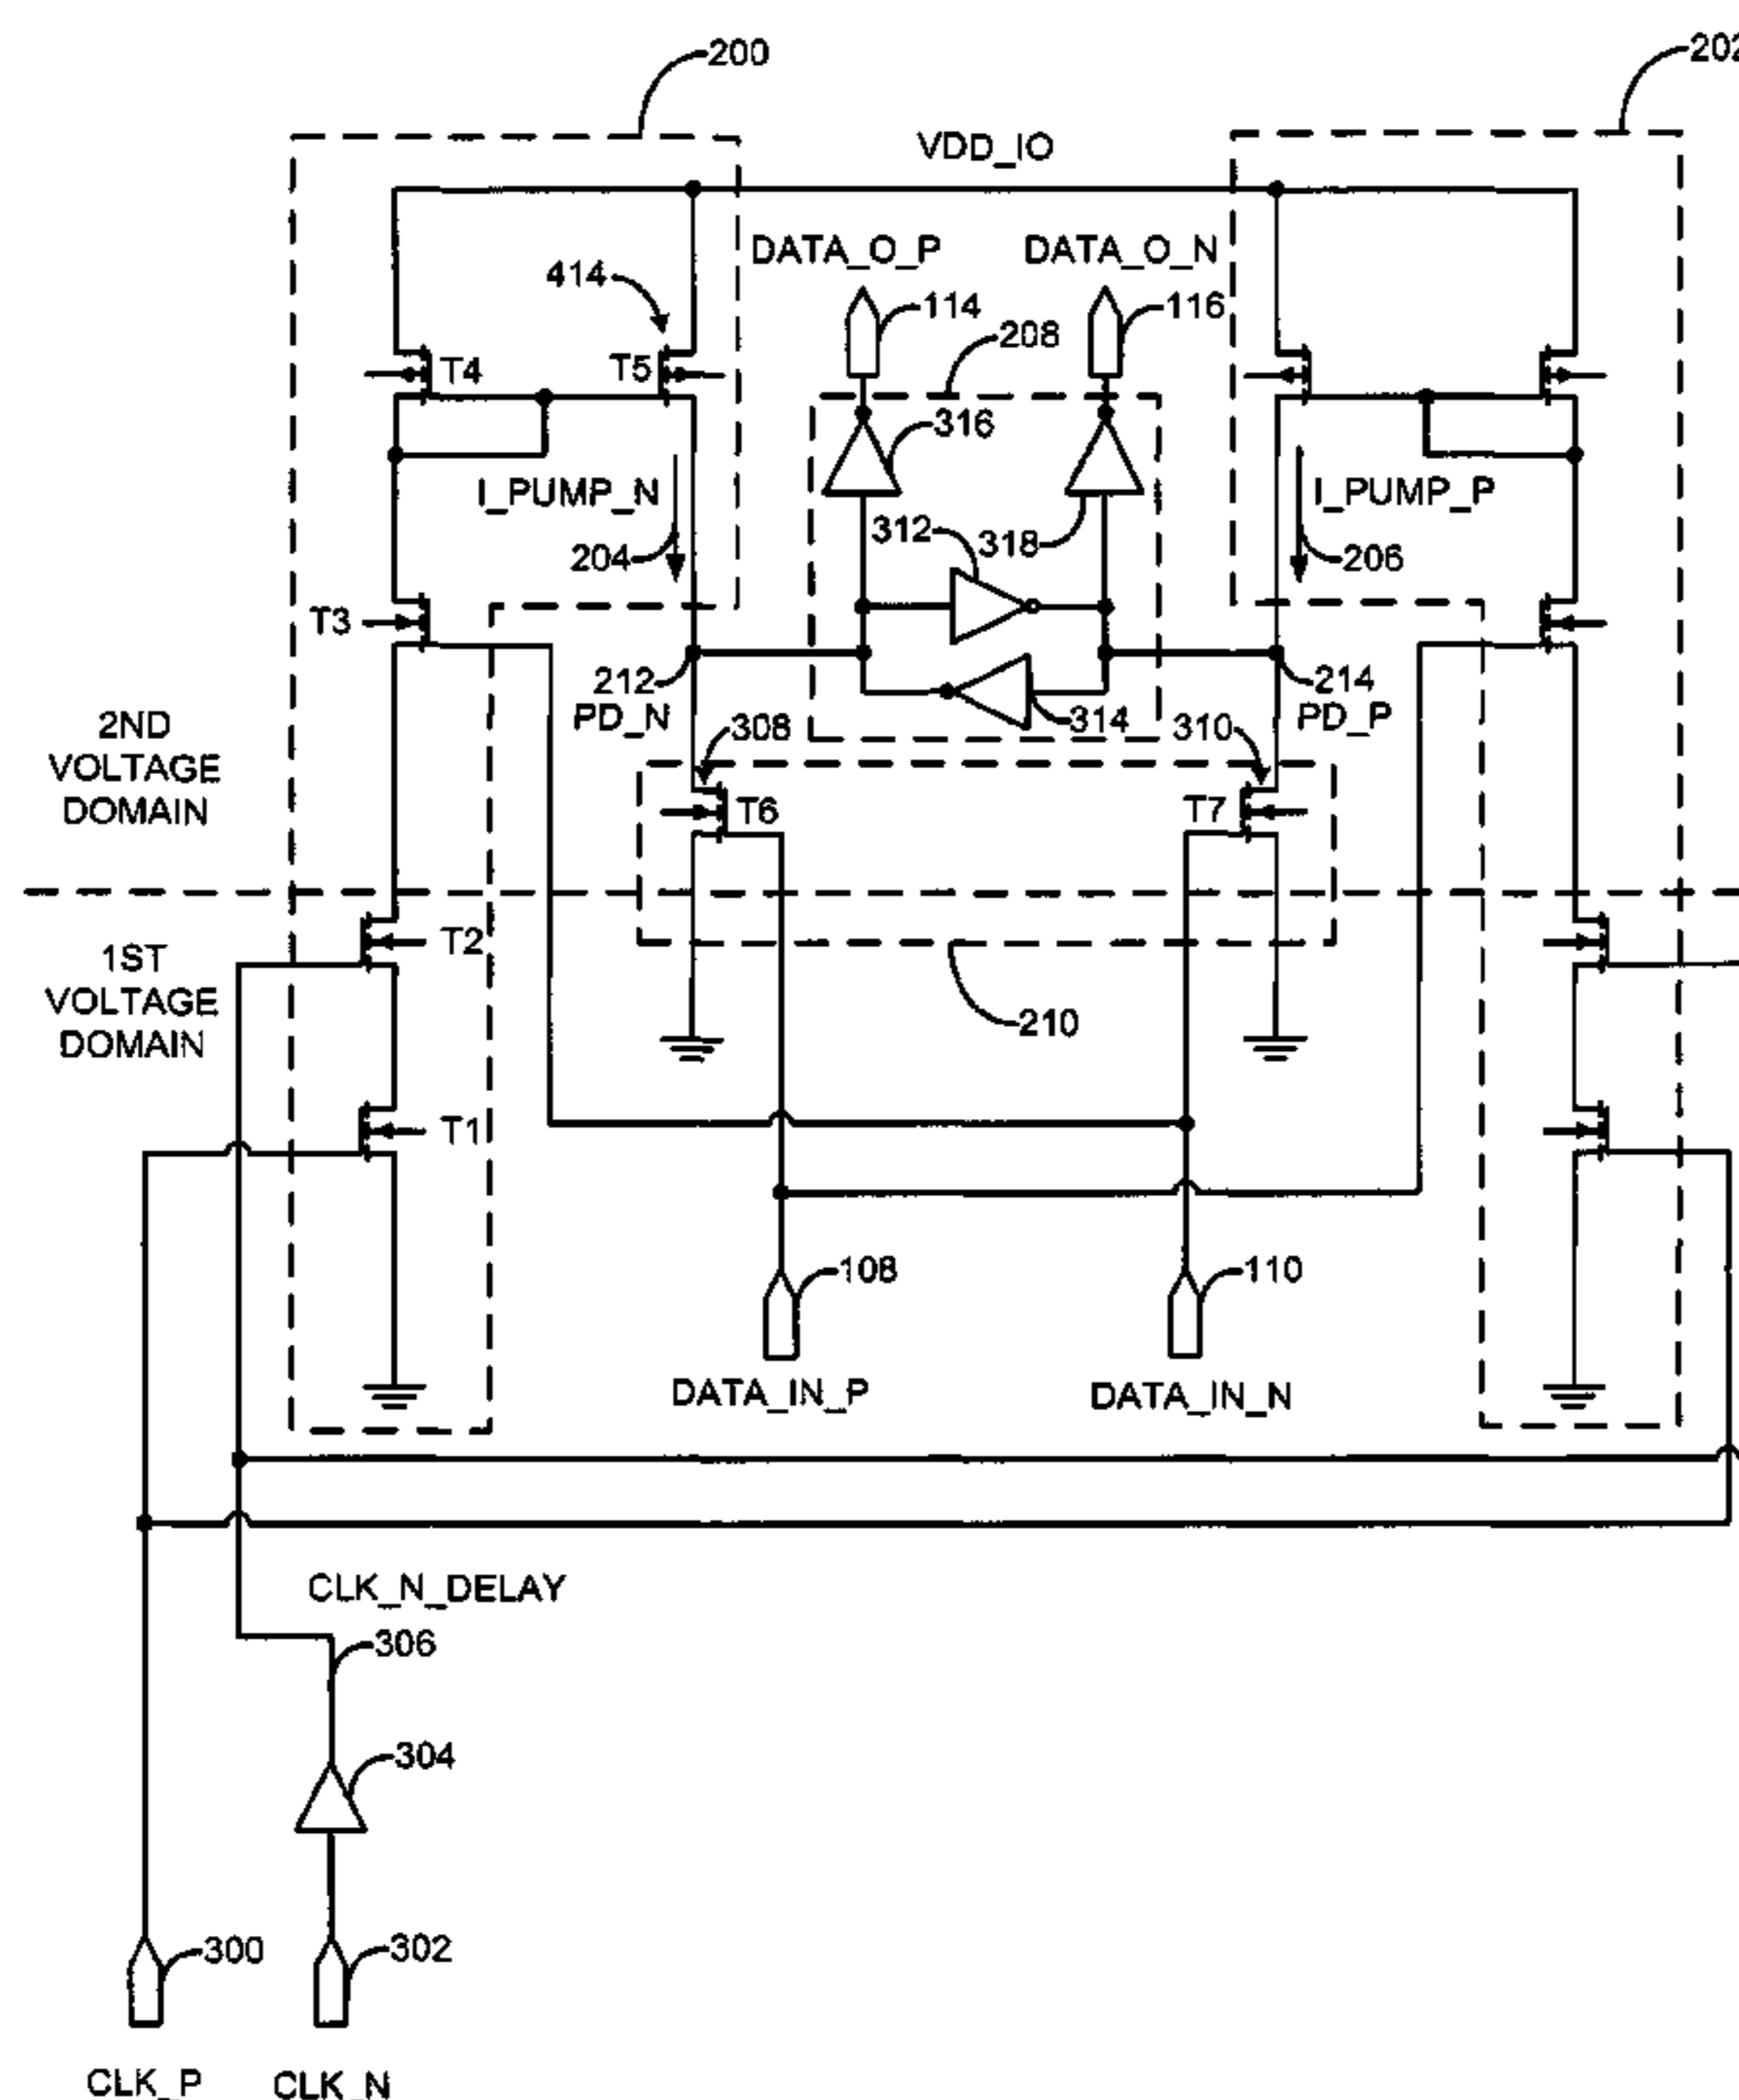 200
202
VDD_IO
DATA_O_P
DATA_O_N
414
114
116
208
T4
T5
316
I_PUMP_N
I_PUMP_P
312
318
204
206
T3
212
214
PD_N
314
PD_P
308
310
2ND
VOLTAGE
DOMAIN
T6
T7
T2
1ST
VOLTAGE
DOMAIN
210
T1
108
110
DATA_IN_P
DATA_IN_N
CLK_N_DELAY
306
304
300
302
CLK_P
CLK_N